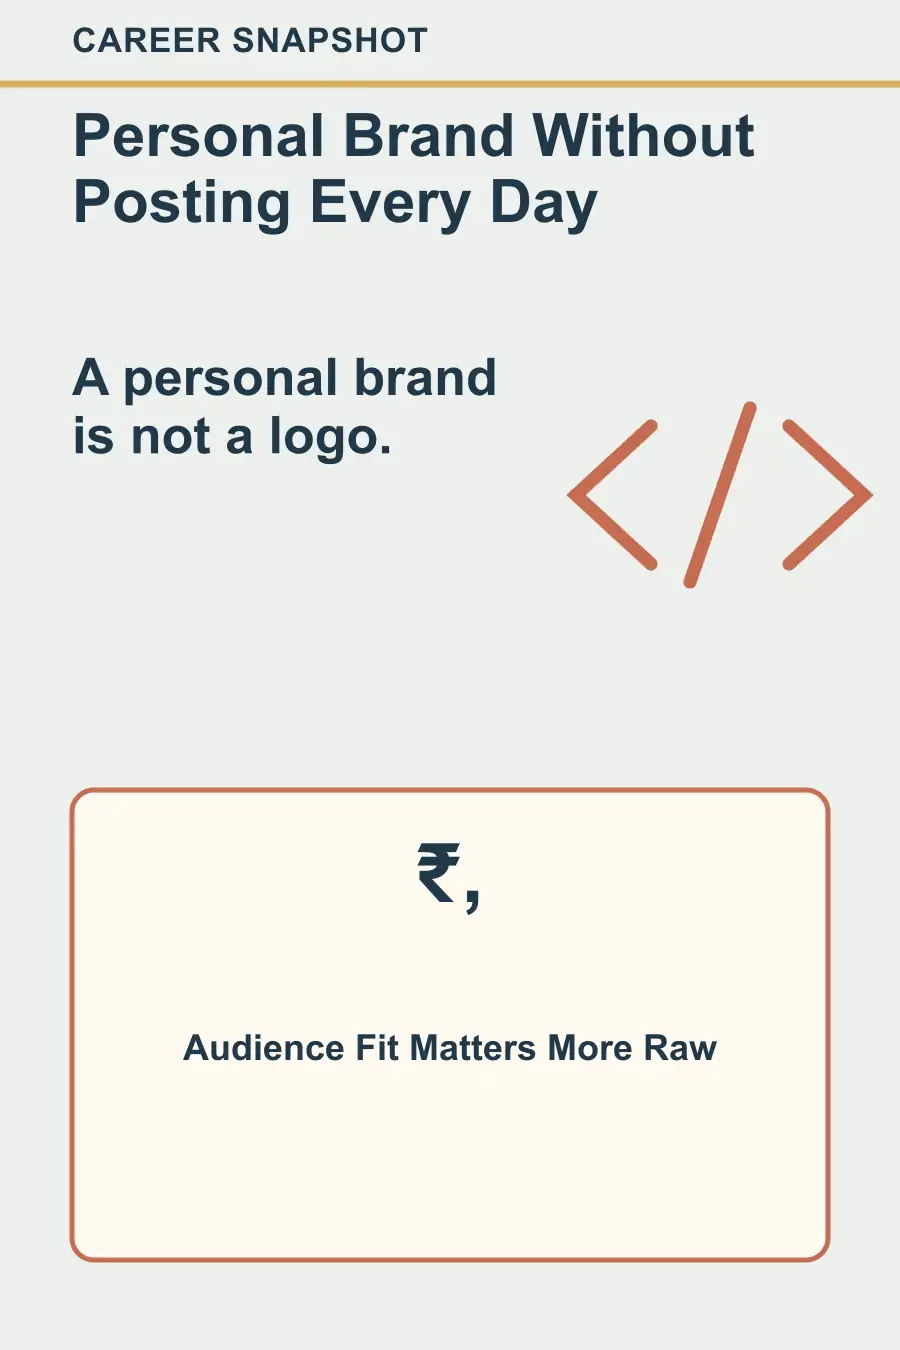 CAREER SNAPSHOT
Personal Brand Without
Posting Every Day
A personal brand
is not a logo.
</>
₹,
Audience Fit Matters More Raw